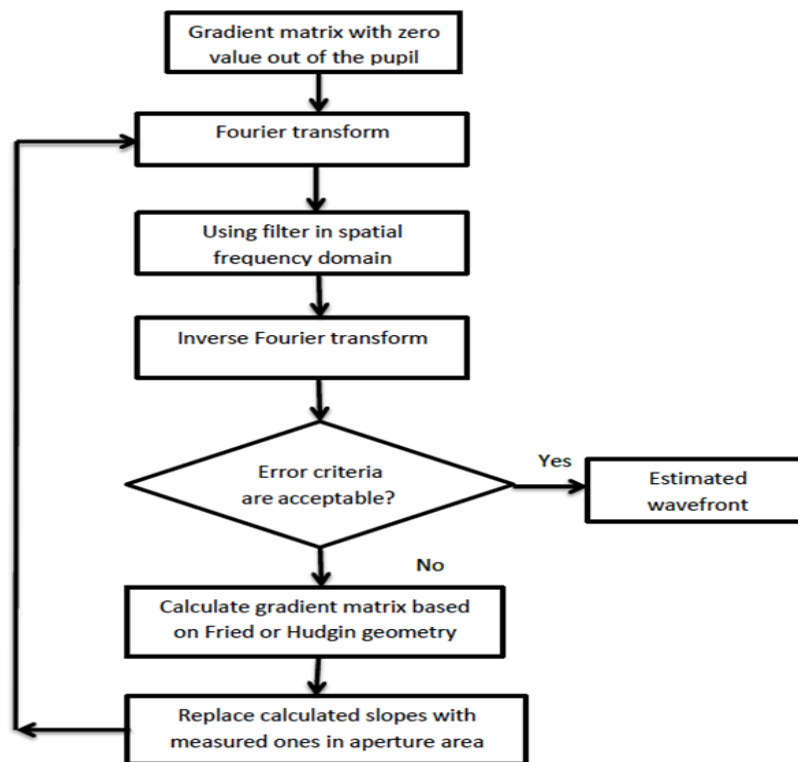 Gradient matrix with zero
value out of the pupil
Fourier transform
Using filter in spatial
frequency domain
Inverse Fourier transform
Error criteria
are acceptable?
Yes
Estimated
wavefront
No
Calculate gradient matrix based
on Fried or Hudgin geometry
Replace calculated slopes with
measured ones in aperture area